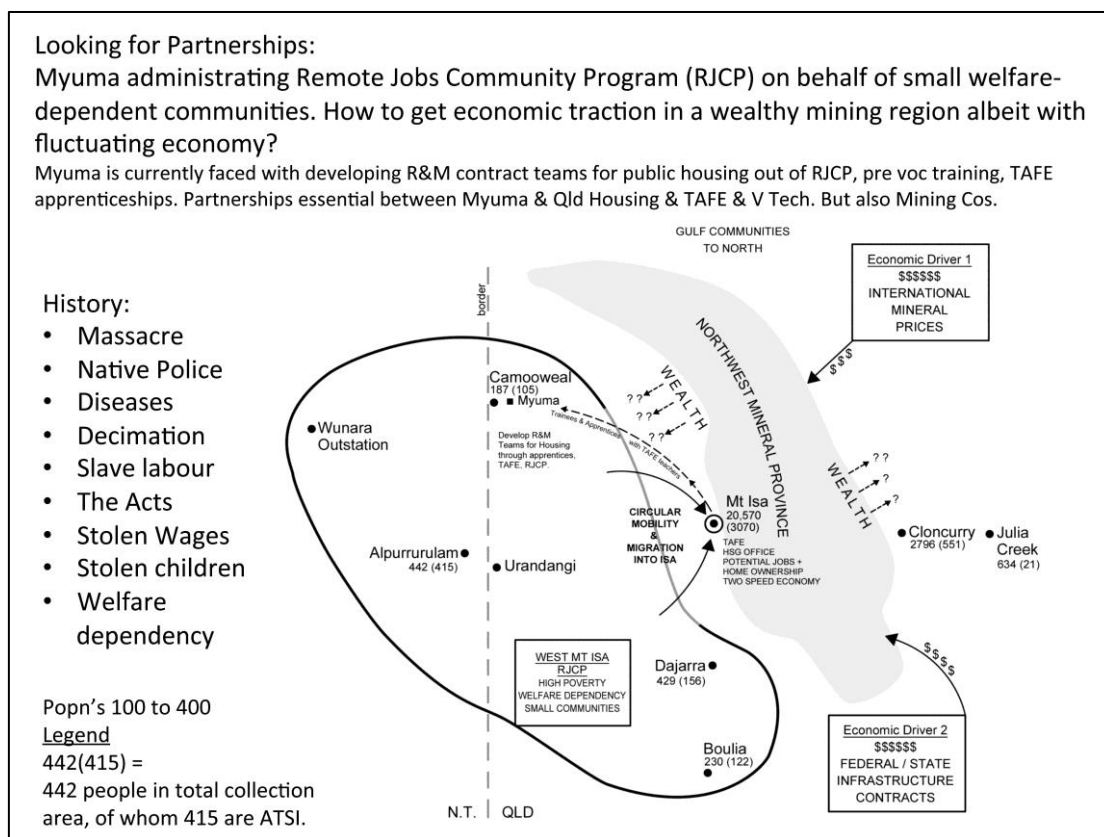 Looking for Partnerships:
Myuma administrating Remote Jobs Community Program (RJCP) on behalf of small welfare-
dependent communities. How to get economic traction in a wealthy mining region albeit with
fluctuating economy?
Myuma is currently faced with developing R&M contract teams for public housing out of RJCP, pre voc training, TAFE
apprenticeships. Partnerships essential between Myuma & Qld Housing & TAFE & V Tech. But also Mining Cos.
GULF COMMUNITIES
TO NORTH
Economic Driver 1
$$$$$$
INTERNATIONAL
MINERAL
PRICES
$$$
History:
• Massacre
• Native Police
• Diseases
• Decimation
• Slave labour
• The Acts
• Stolen Wages
• Stolen children
• Welfare
dependency
border
NORTHWEST MINERAL PROVINCE
WEALTH
? ?
? ?
? ?
Camooweal
187 (105)
Myuma
Trainees & Apprentices with TAFE teachers
Wunara
Outstation
Develop R&M
Teams for Housing
through apprentices,
TAFE, RJCP.
WEALTH
? ?
?
?
Mt Isa
20,570
(3070)
CIRCULAR
MOBILITY
&
MIGRATION
INTO ISA
TAFE
HSG OFFICE
POTENTIAL JOBS +
HOME OWNERSHIP
TWO SPEED ECONOMY
Cloncurry
2796 (551)
Julia
Creek
634 (21)
Alpurrurulam
442 (415)
Urandangi
WEST MT ISA
RJCP
HIGH POVERTY
WELFARE DEPENDENCY
SMALL COMMUNITIES
Dajarra
429 (156)
$$$$
Boulia
230 (122)
Economic Driver 2
$$$$$$
FEDERAL / STATE
INFRASTRUCTURE
CONTRACTS
Popn's 100 to 400
Legend
442(415) =
442 people in total collection
area, of whom 415 are ATSI.
N.T.
QLD